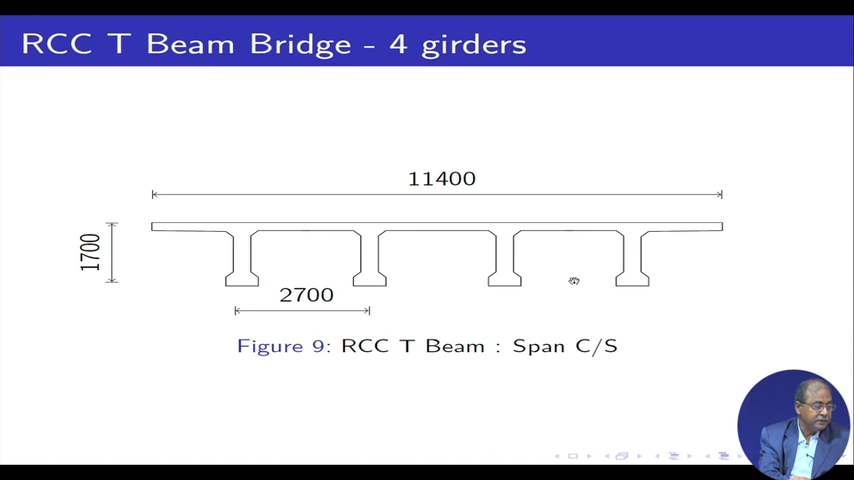 RCC T Beam Bridge - 4 girders
11400
1700
2700
Figure 9: RCC T Beam : Span C/S